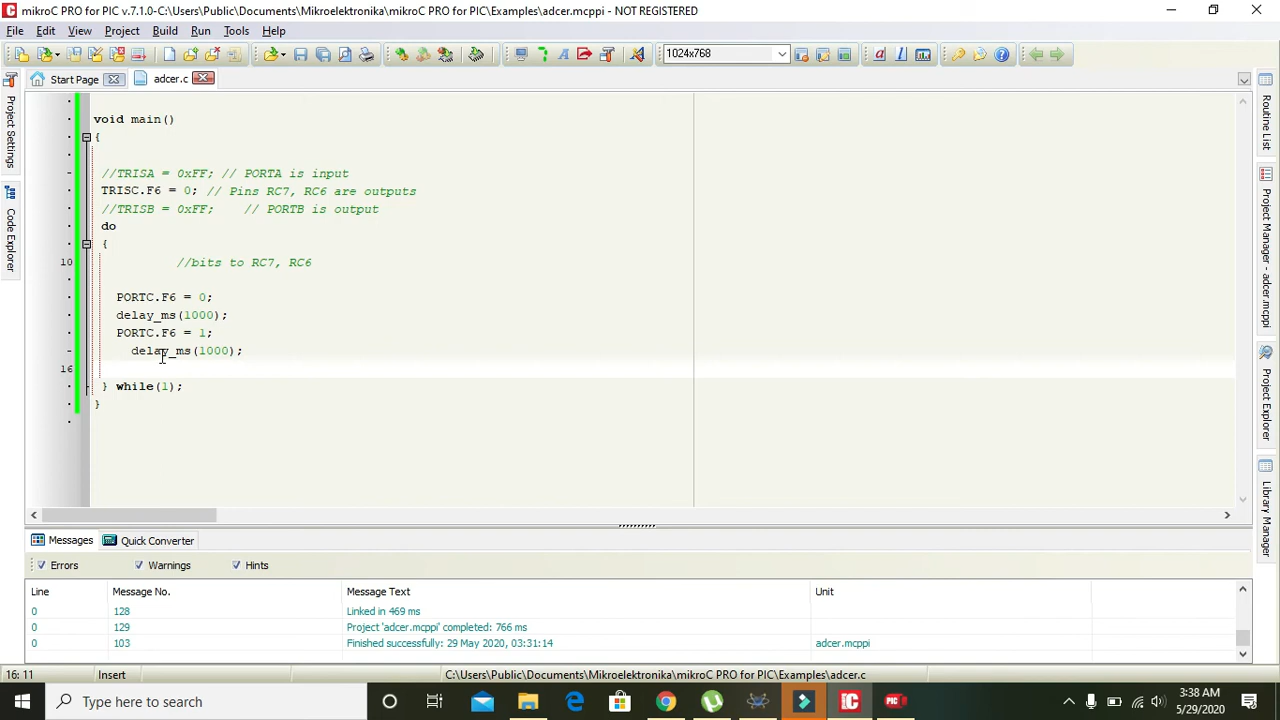 mikroC PRO for PIC v.7.1.0-C:\Users\Public\Documents\Mikroelektronika\mikroC PRO for PIC\Examples\adcer.mcppi - NOT REGISTERED
File Edit View Project Build Run Tools Help
1024x768
Start Page adcer.c
void main()
{
//TRISA = 0xFF; // PORTA is input
TRISC.F6 = 0; // Pins RC7, RC6 are outputs
//TRISB = 0xFF; // PORTB is output
do
{
10 //bits to RC7, RC6
PORTC.F6 = 0;
delay_ms(1000);
PORTC.F6 = 1;
delay_ms(1000);
16
} while(1);
}
Project Settings
Code Explorer
Routine List
Project Manager - adcer.mcppi
Project Explorer
Library Manager
Messages Quick Converter
Errors Warnings Hints
Line Message No. Message Text Unit
0 128 Linked in 469 ms
0 129 Project 'adcer.mcppi' completed: 766 ms
0 103 Finished successfully: 29 May 2020, 03:31:14 adcer.mcppi
16: 11 Insert C:\Users\Public\Documents\Mikroelektronika\mikroC PRO for PIC\Examples\adcer.c
Type here to search
3:38 AM
5/29/2020